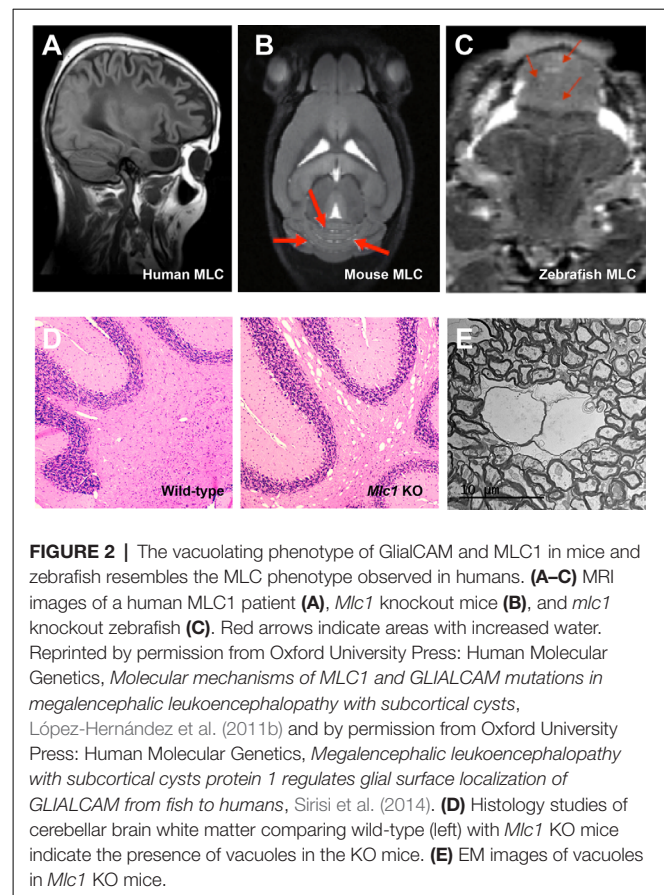 A
B
C
Human MLC
Mouse MLC
Zebrafish MLC
D
E
Wild-type
Mlc1 KO
10 µm
FIGURE 2 | The vacuolating phenotype of GlialCAM and MLC1 in mice and
zebrafish resembles the MLC phenotype observed in humans. (A–C) MRI
images of a human MLC1 patient (A), Mlc1 knockout mice (B), and mlc1
knockout zebrafish (C). Red arrows indicate areas with increased water.
Reprinted by permission from Oxford University Press: Human Molecular
Genetics, Molecular mechanisms of MLC1 and GLIALCAM mutations in
megalencephalic leukoencephalopathy with subcortical cysts,
López-Hernández et al. (2011b) and by permission from Oxford University
Press: Human Molecular Genetics, Megalencephalic leukoencephalopathy
with subcortical cysts protein 1 regulates glial surface localization of
GLIALCAM from fish to humans, Sirisi et al. (2014). (D) Histology studies of
cerebellar brain white matter comparing wild-type (left) with Mlc1 KO mice
indicate the presence of vacuoles in the KO mice. (E) EM images of vacuoles
in Mlc1 KO mice.